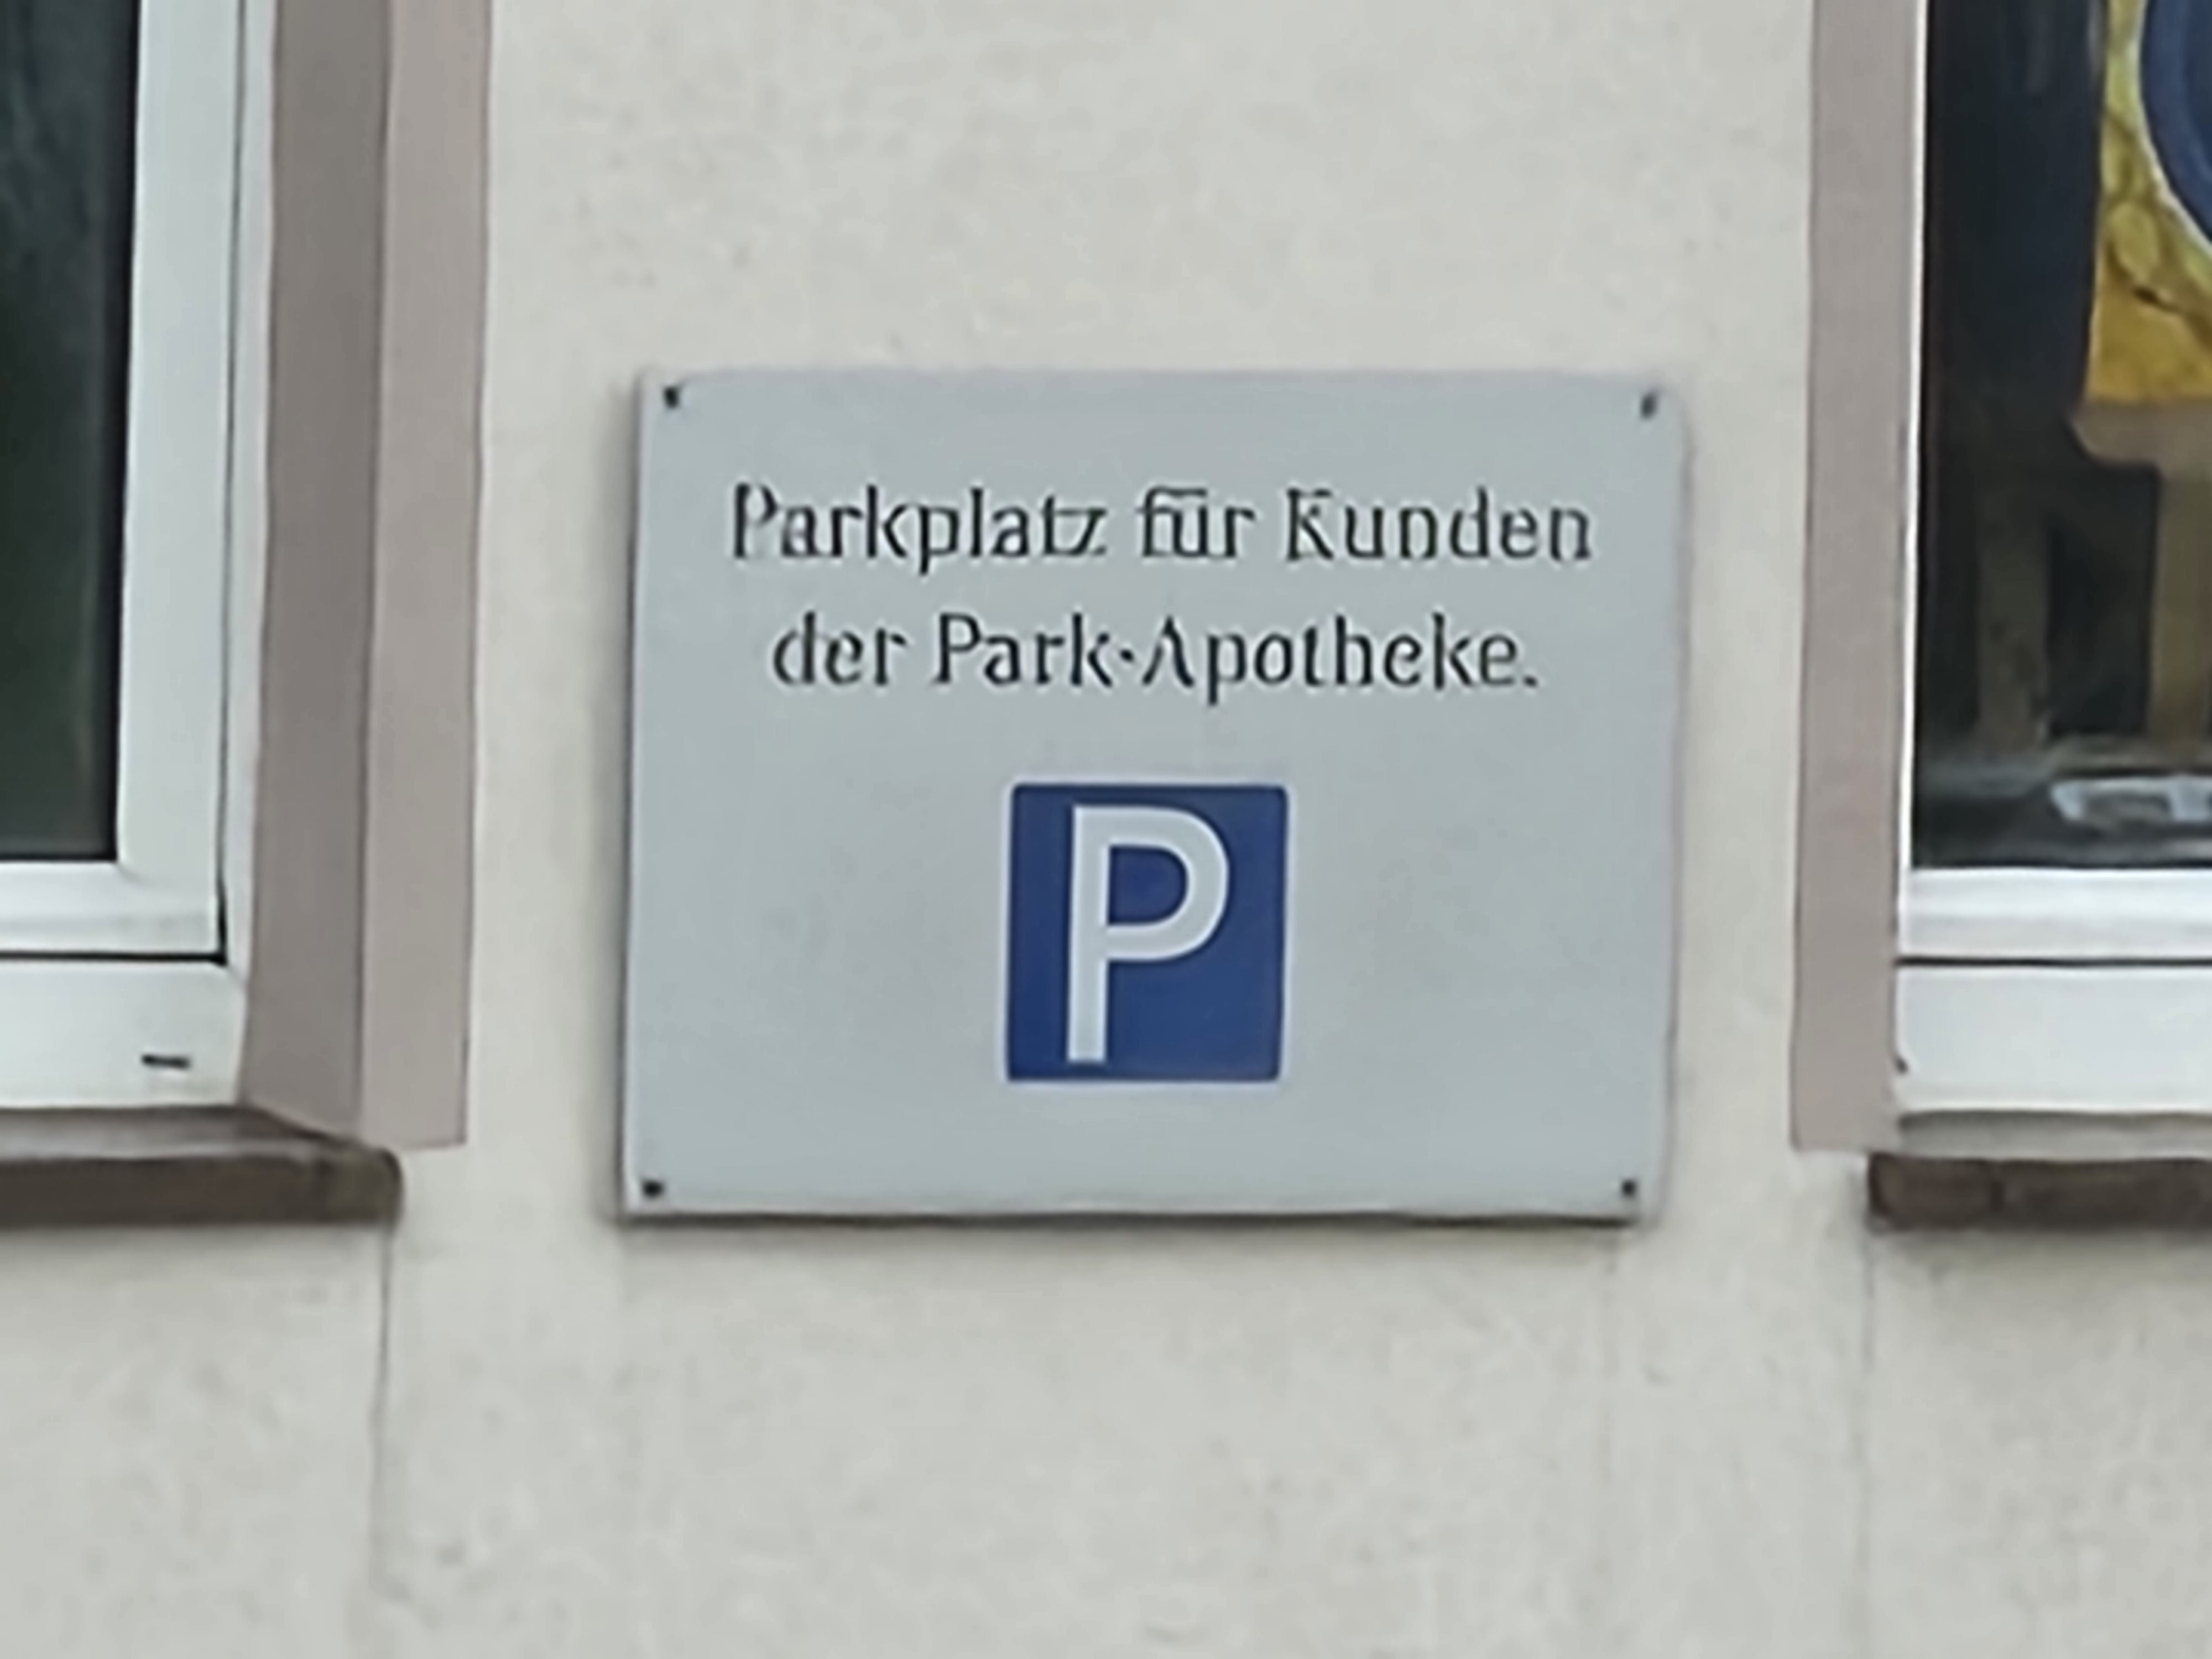 Parkplatz für Kunden
der Park-Apotheke.
P